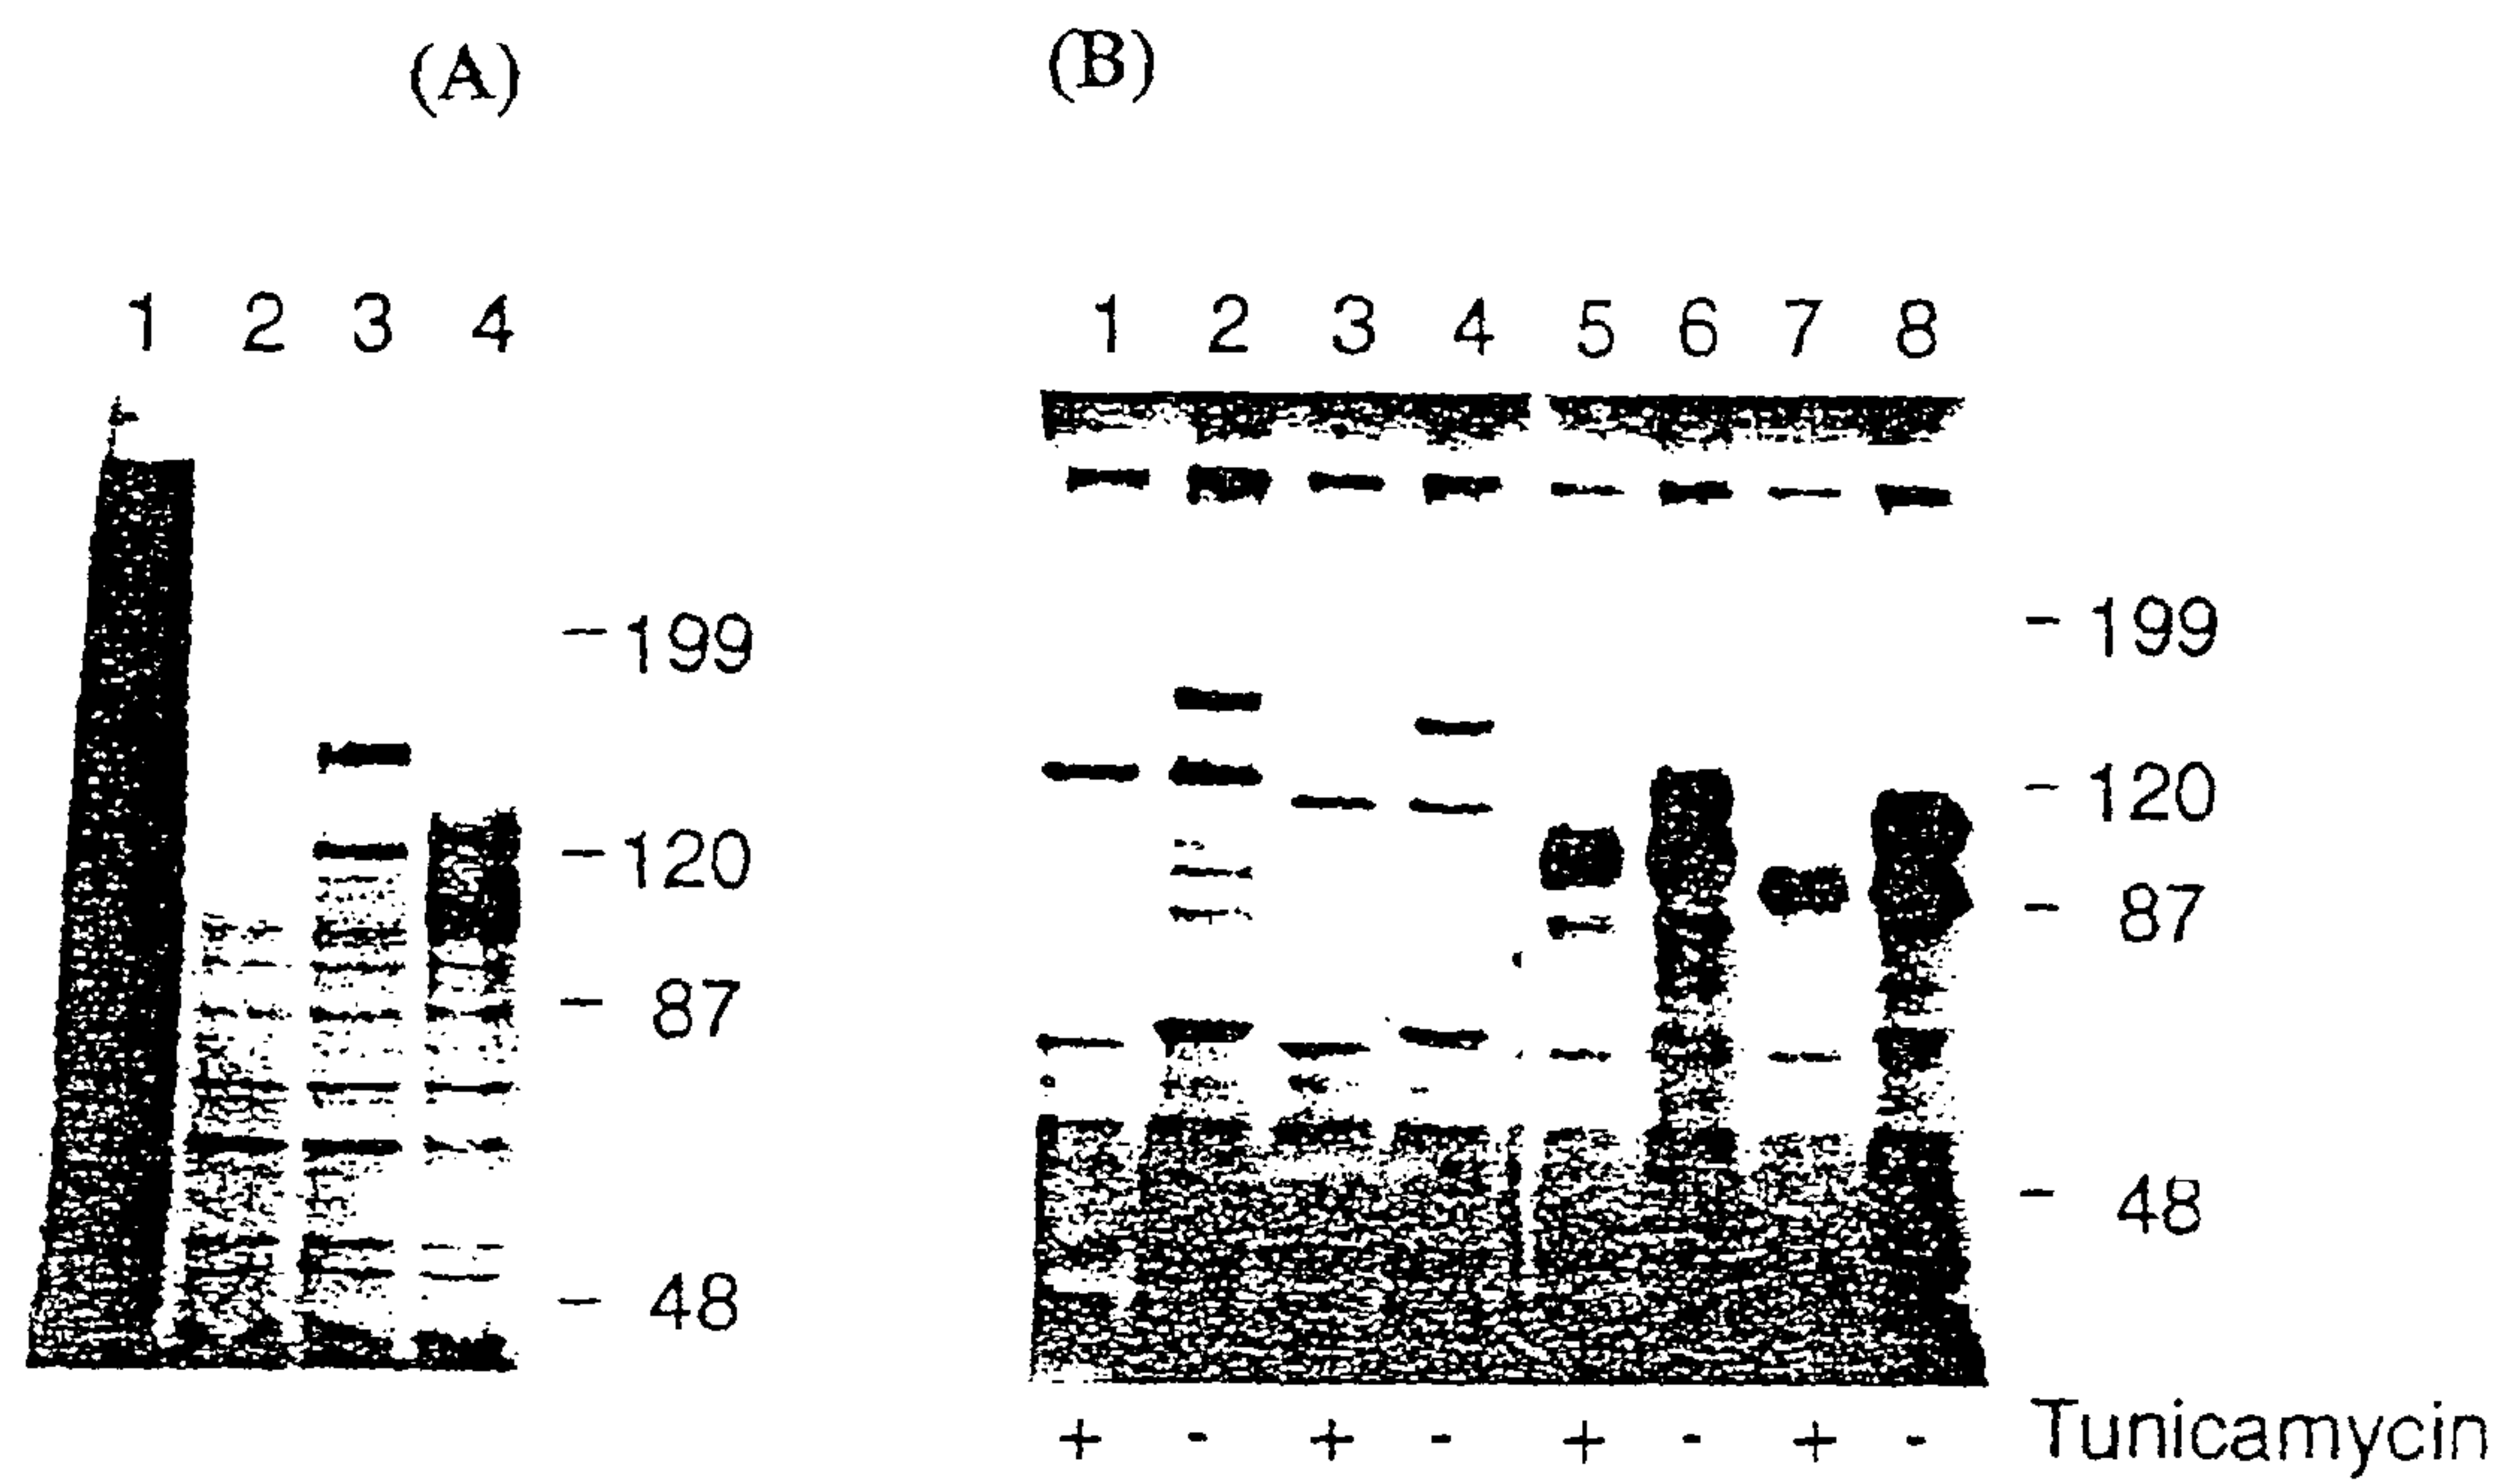 (A) (B)
1 2 3 4 1 2 3 4 5 6 7 8
- 199 - 199
- 120 - 120
- 87 - 87
- 48 - 48
+ - + - + - + - Tunicamycin